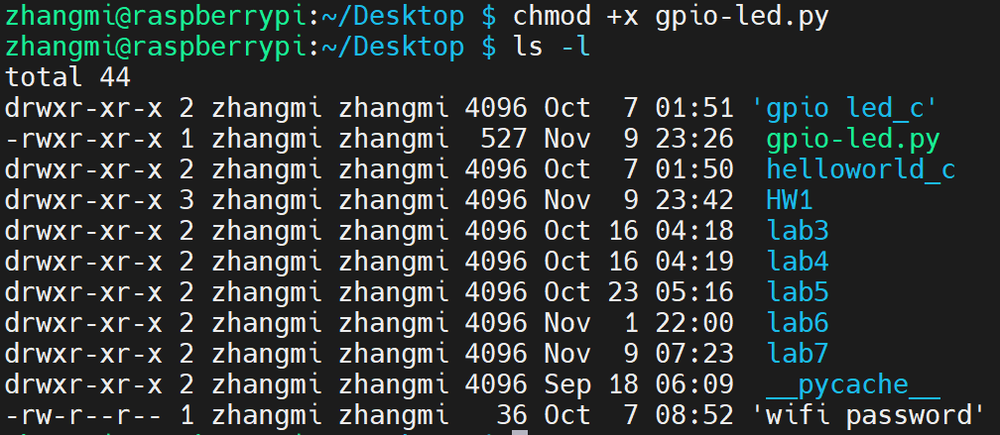 zhangmi@raspberrypi:~/Desktop $ chmod +x gpio-led.py
zhangmi@raspberrypi:~/Desktop $ ls -l
total 44
drwxr-xr-x 2 zhangmi zhangmi 4096 Oct  7 01:51 'gpio led_c'
-rwxr-xr-x 1 zhangmi zhangmi  527 Nov  9 23:26  gpio-led.py
drwxr-xr-x 2 zhangmi zhangmi 4096 Oct  7 01:50  helloworld_c
drwxr-xr-x 3 zhangmi zhangmi 4096 Nov  9 23:42  HW1
drwxr-xr-x 2 zhangmi zhangmi 4096 Oct 16 04:18  lab3
drwxr-xr-x 2 zhangmi zhangmi 4096 Oct 16 04:19  lab4
drwxr-xr-x 2 zhangmi zhangmi 4096 Oct 23 05:16  lab5
drwxr-xr-x 2 zhangmi zhangmi 4096 Nov  1 22:00  lab6
drwxr-xr-x 2 zhangmi zhangmi 4096 Nov  9 07:23  lab7
drwxr-xr-x 2 zhangmi zhangmi 4096 Sep 18 06:09  __pycache__
-rw-r--r-- 1 zhangmi zhangmi   36 Oct  7 08:52 'wifi password'